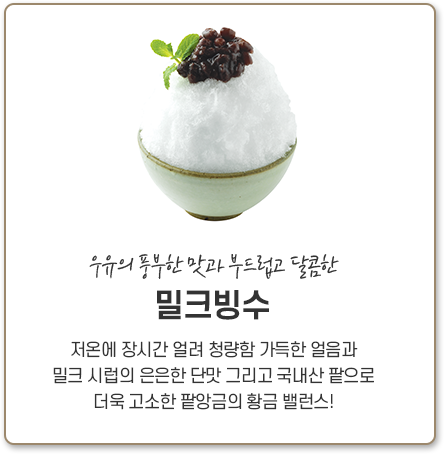 우유의 풍부한 맛과 부드럽고 달콤한
밀크빙수
저온에 장시간 얼려 청량함 가득한 얼음과
밀크 시럽의 은은한 단맛 그리고 국내산 팥으로
더욱 고소한 팥앙금의 황금 밸런스!